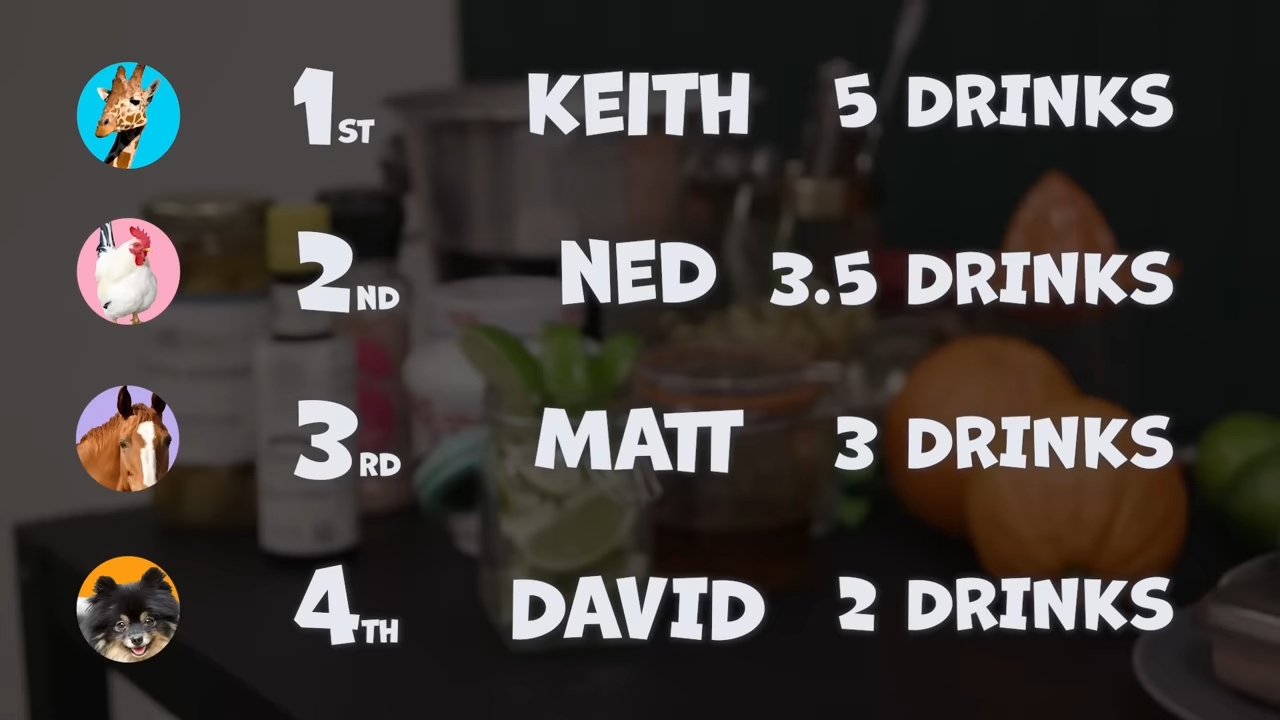 1ST KEITH 5 DRINKS
2ND NED 3.5 DRINKS
3RD MATT 3 DRINKS
4TH DAVID 2 DRINKS